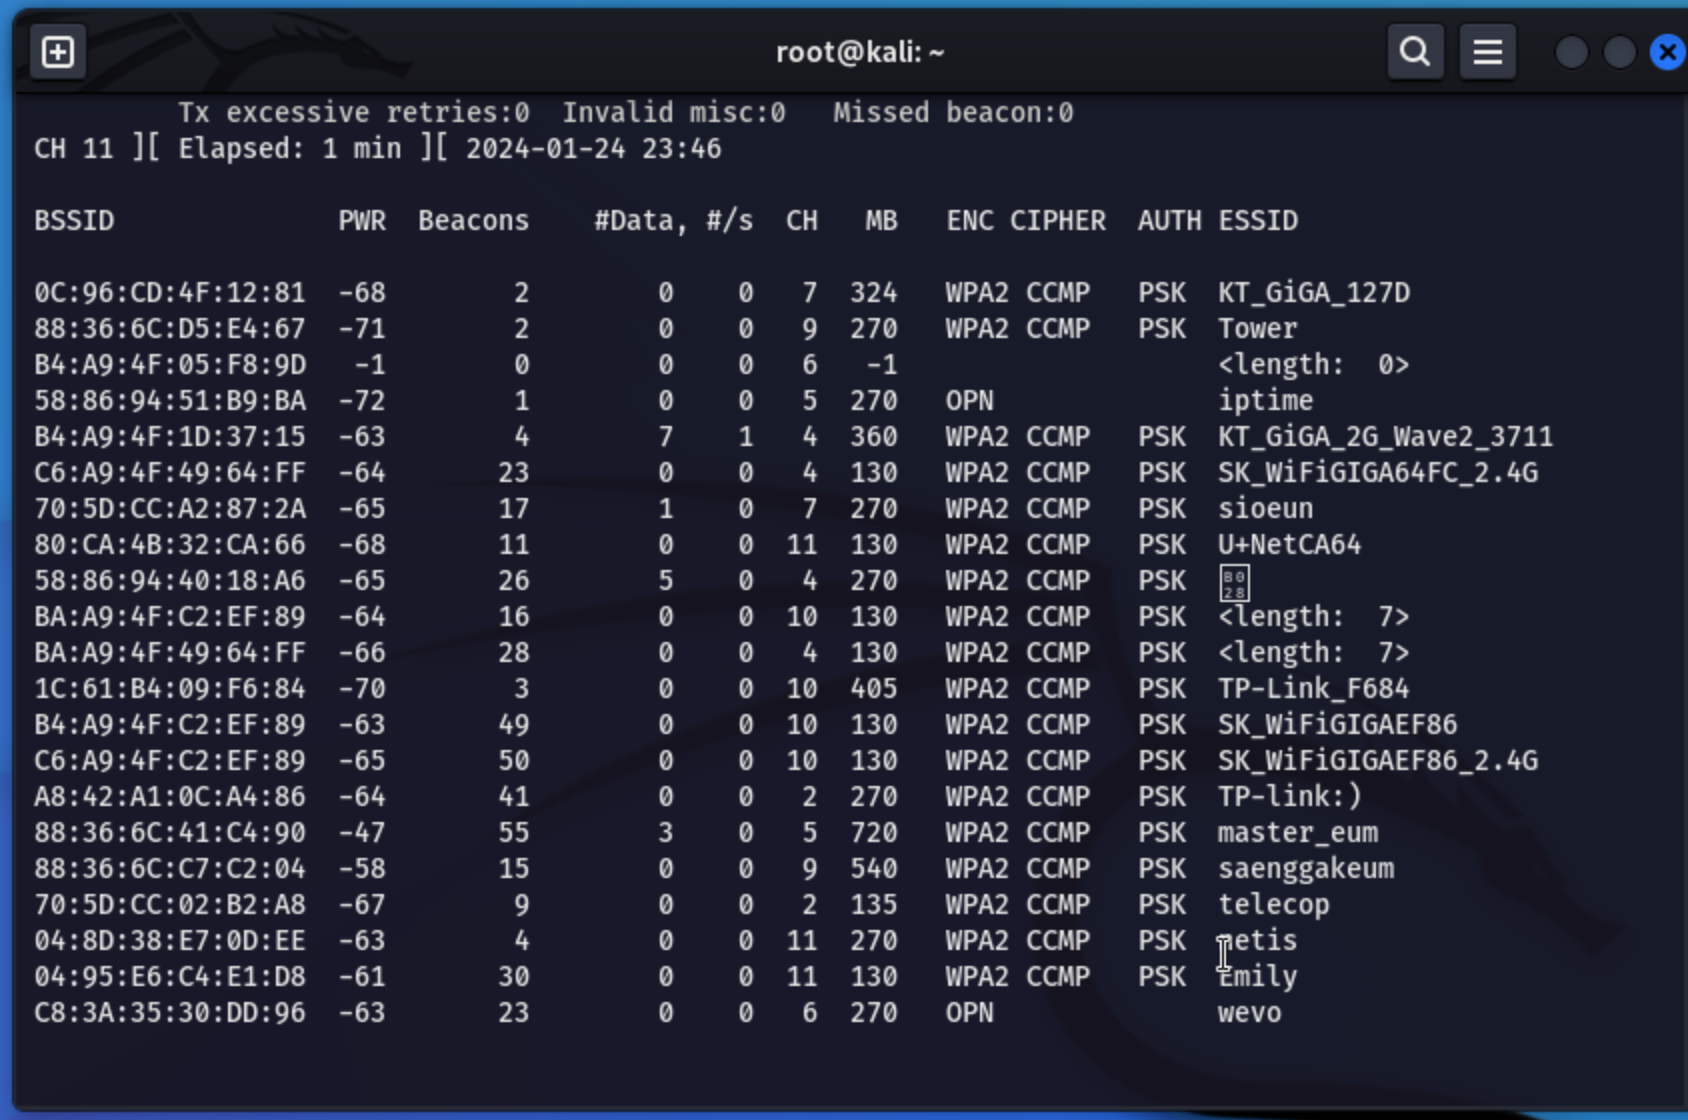 root@kali: ~
Tx excessive retries:0 Invalid misc:0 Missed beacon:0
CH 11 ][ Elapsed: 1 min ][ 2024-01-24 23:46
BSSID PWR Beacons #Data, #/s CH MB ENC CIPHER AUTH ESSID
0C:96:CD:4F:12:81 -68 2 0 0 7 324 WPA2 CCMP PSK KT_GiGA_127D
88:36:6C:D5:E4:67 -71 2 0 0 9 270 WPA2 CCMP PSK Tower
B4:A9:4F:05:F8:9D -1 0 0 0 6 -1 <length: 0>
58:86:94:51:B9:BA -72 1 0 0 5 270 OPN iptime
B4:A9:4F:1D:37:15 -63 4 7 1 4 360 WPA2 CCMP PSK KT_GiGA_2G_Wave2_3711
C6:A9:4F:49:64:FF -64 23 0 0 4 130 WPA2 CCMP PSK SK_WiFiGIGA64FC_2.4G
70:5D:CC:A2:87:2A -65 17 1 0 7 270 WPA2 CCMP PSK sioeun
80:CA:4B:32:CA:66 -68 11 0 0 11 130 WPA2 CCMP PSK U+NetCA64
58:86:94:40:18:A6 -65 26 5 0 4 270 WPA2 CCMP PSK
BA:A9:4F:C2:EF:89 -64 16 0 0 10 130 WPA2 CCMP PSK <length: 7>
BA:A9:4F:49:64:FF -66 28 0 0 4 130 WPA2 CCMP PSK <length: 7>
1C:61:B4:09:F6:84 -70 3 0 0 10 405 WPA2 CCMP PSK TP-Link_F684
B4:A9:4F:C2:EF:89 -63 49 0 0 10 130 WPA2 CCMP PSK SK_WiFiGIGAEF86
C6:A9:4F:C2:EF:89 -65 50 0 0 10 130 WPA2 CCMP PSK SK_WiFiGIGAEF86_2.4G
A8:42:A1:0C:A4:86 -64 41 0 0 2 270 WPA2 CCMP PSK TP-link:)
88:36:6C:41:C4:90 -47 55 3 0 5 720 WPA2 CCMP PSK master_eum
88:36:6C:C7:C2:04 -58 15 0 0 9 540 WPA2 CCMP PSK saenggakeum
70:5D:CC:02:B2:A8 -67 9 0 0 2 135 WPA2 CCMP PSK telecop
04:8D:38:E7:0D:EE -63 4 0 0 11 270 WPA2 CCMP PSK netis
04:95:E6:C4:E1:D8 -61 30 0 0 11 130 WPA2 CCMP PSK Emily
C8:3A:35:30:DD:96 -63 23 0 0 6 270 OPN wevo